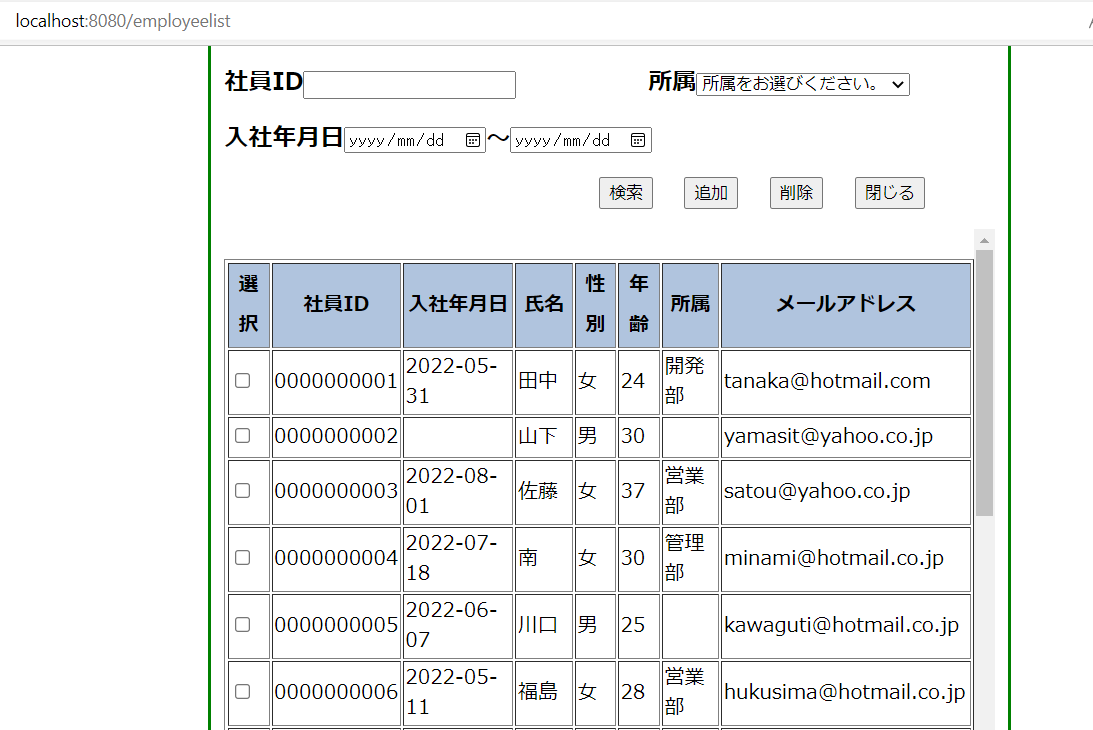 localhost:8080/employeelist
社員ID 所属 所属をお選びください。
入社年月日 yyyy/mm/dd ～ yyyy/mm/dd
検索 追加 削除 閉じる
選択 社員ID 入社年月日 氏名 性別 年齢 所属 メールアドレス
0000000001 2022-05-31 田中 女 24 開発部 tanaka@hotmail.com
0000000002 山下 男 30 yamasit@yahoo.co.jp
0000000003 2022-08-01 佐藤 女 37 営業部 satou@yahoo.co.jp
0000000004 2022-07-18 南 女 30 管理部 minami@hotmail.co.jp
0000000005 2022-06-07 川口 男 25 kawaguti@hotmail.co.jp
0000000006 2022-05-11 福島 女 28 営業部 hukusima@hotmail.co.jp